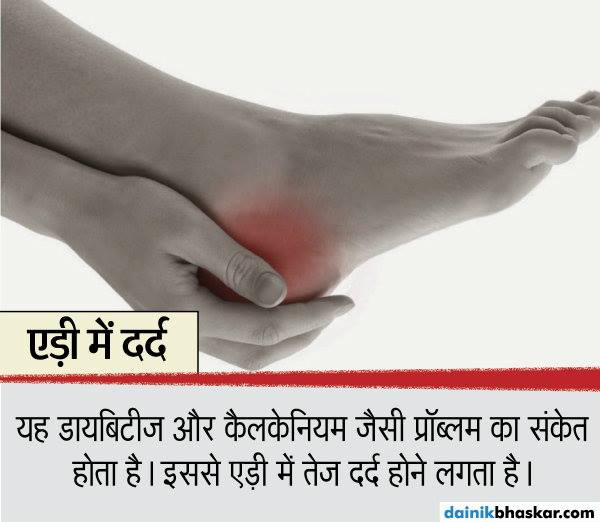 एड़ी में दर्द
यह डायबिटीज और कैलकेनियम जैसी प्रॉब्लम का संकेत
होता है। इससे एड़ी में तेज दर्द होने लगता है।
dainikbhaskar.com